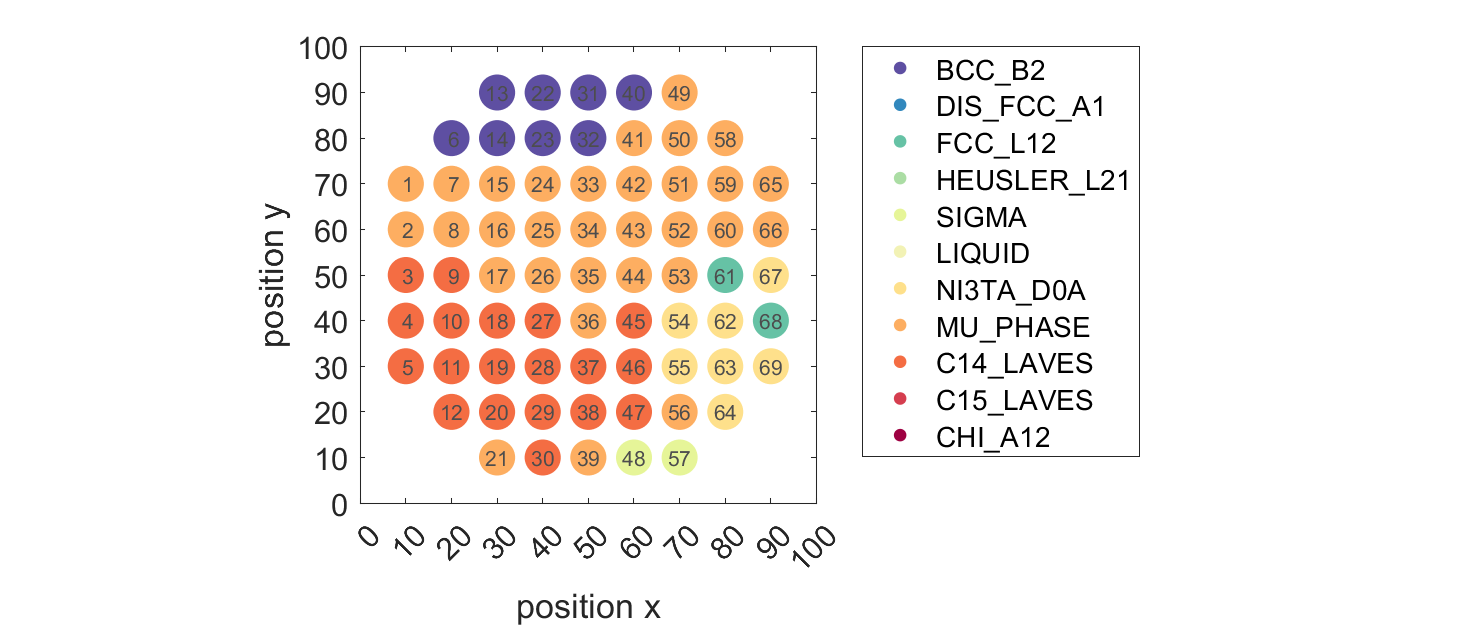 100
90 13 22 31 40 49
80 6 14 23 32 41 50 58
70 1 7 15 24 33 42 51 59 65
60 2 8 16 25 34 43 52 60 66
50 3 9 17 26 35 44 53 61 67
40 4 10 18 27 36 45 54 62 68
30 5 11 19 28 37 46 55 63 69
20 12 20 29 38 47 56 64
10 21 30 39 48 57
0
0 10 20 30 40 50 60 70 80 90 100
position x
position y
BCC_B2
DIS_FCC_A1
FCC_L12
HEUSLER_L21
SIGMA
LIQUID
NI3TA_D0A
MU_PHASE
C14_LAVES
C15_LAVES
CHI_A12